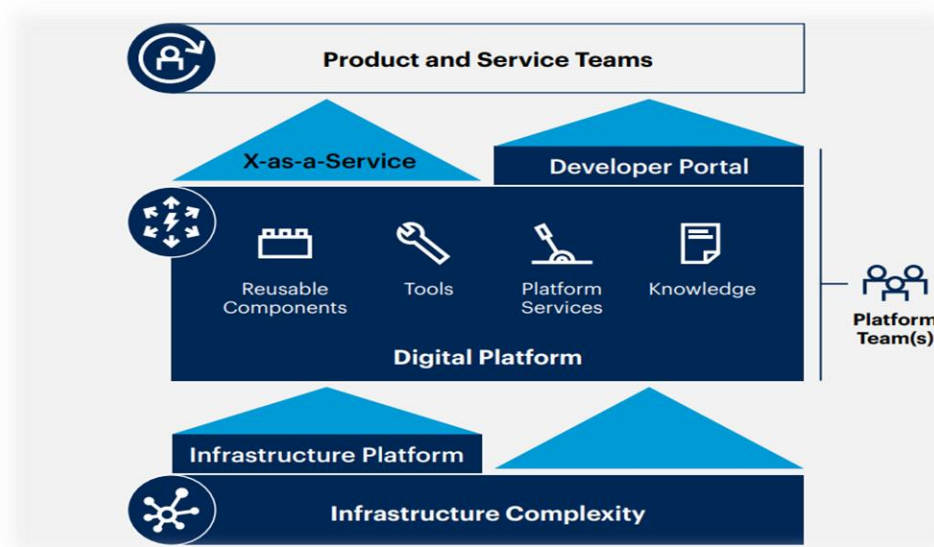 Product and Service Teams
X-as-a-Service
Developer Portal
Reusable
Components
Tools
Platform
Services
Knowledge
Digital Platform
Platform
Team(s)
Infrastructure Platform
Infrastructure Complexity